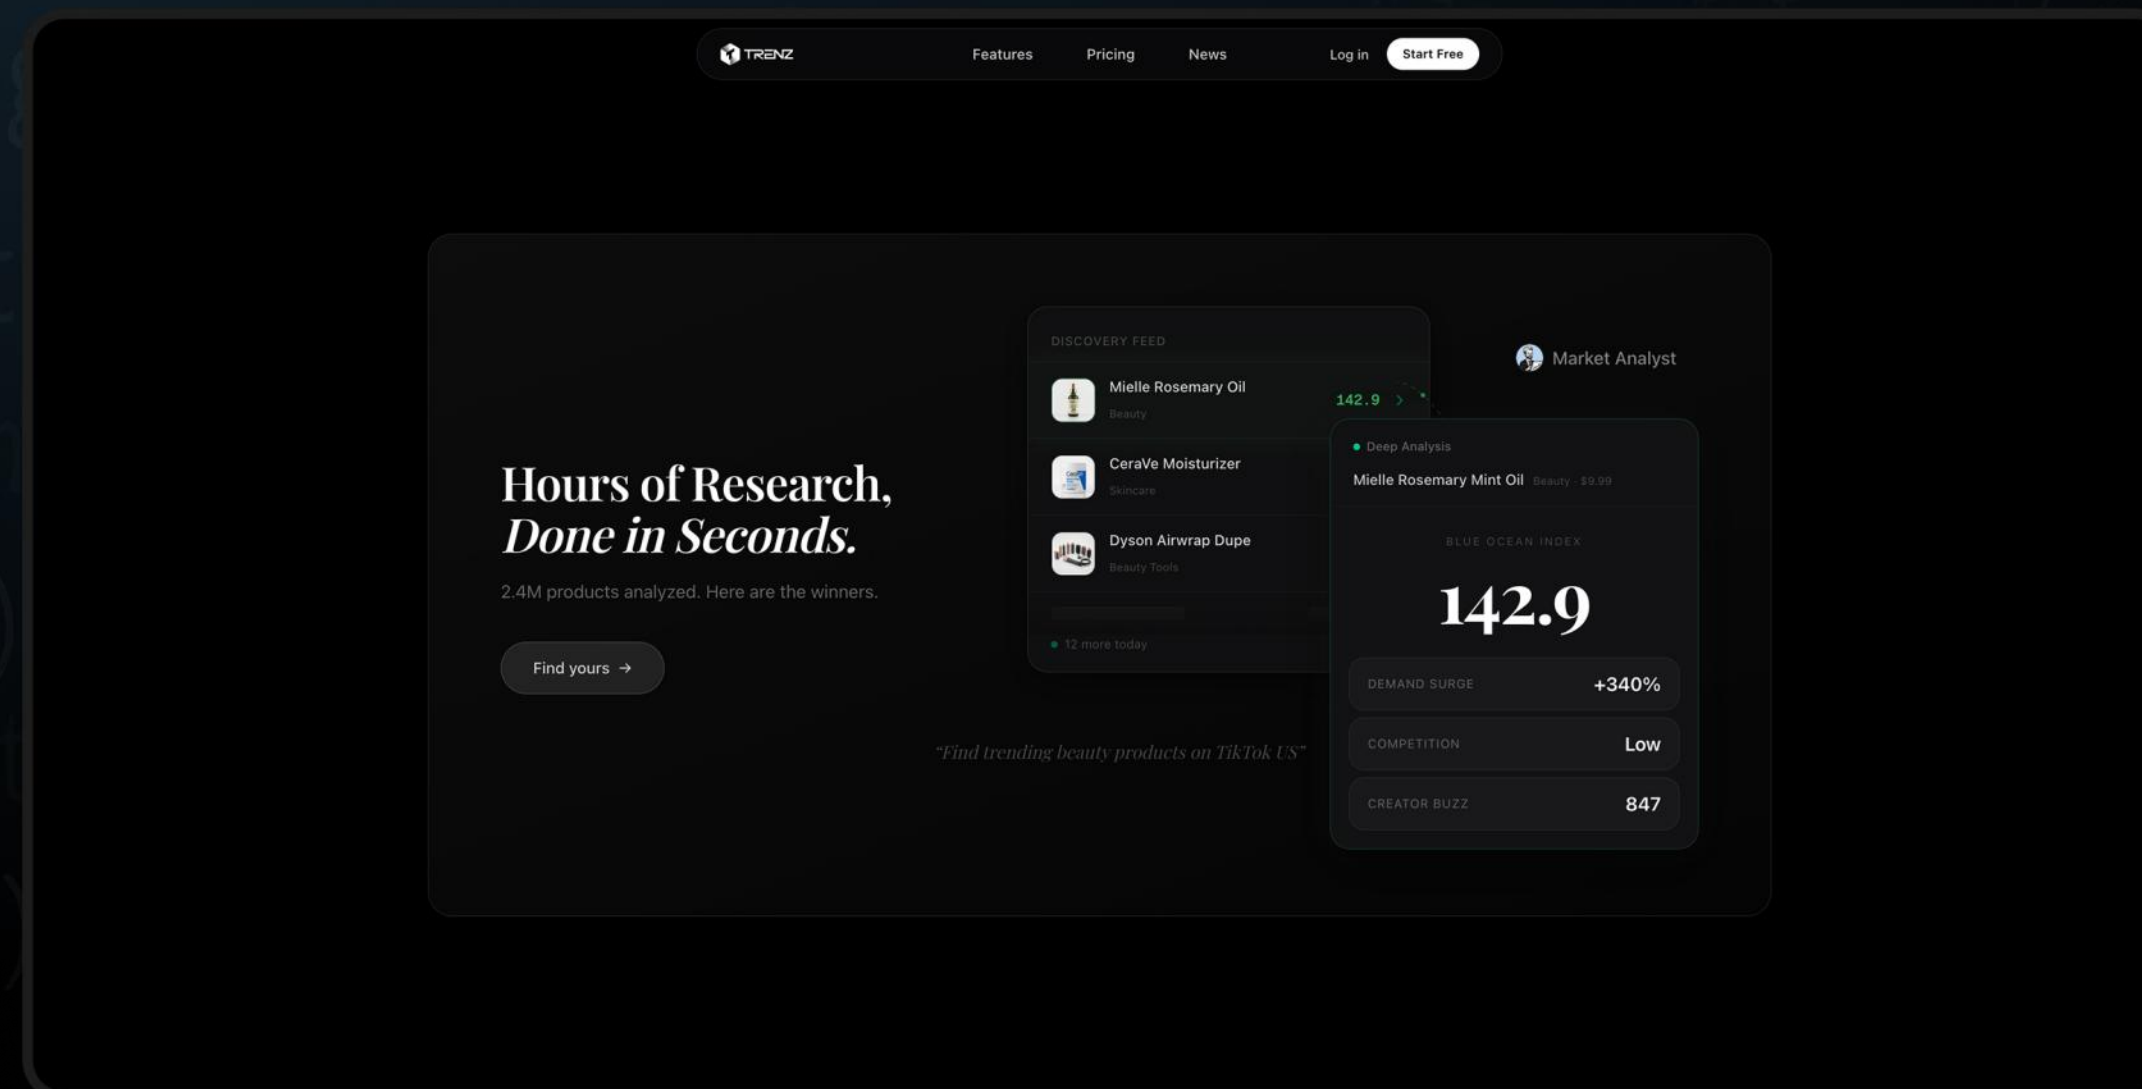 TRENZ
Features
Pricing
News
Log in
Start Free
Hours of Research,
Done in Seconds.
2.4M products analyzed. Here are the winners.
Find yours →
DISCOVERY FEED
Mielle Rosemary Oil
Beauty
142.9 >
CeraVe Moisturizer
Skincare
Dyson Airwrap Dupe
Beauty Tools
12 more today
“Find trending beauty products on TikTok US”
Market Analyst
Deep Analysis
Mielle Rosemary Mint Oil Beauty · $9.99
BLUE OCEAN INDEX
142.9
DEMAND SURGE +340%
COMPETITION Low
CREATOR BUZZ 847